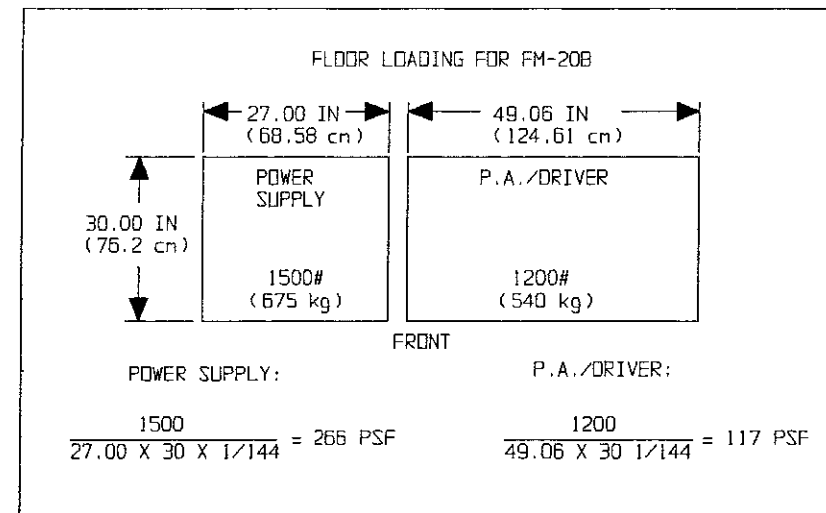 FLOOR LOADING FOR FM-20B
27.00 IN
(68.58 cm)
49.06 IN
(124.61 cm)
POWER
SUPPLY
P.A./DRIVER
30.00 IN
(76.2 cm)
1500#
(675 kg)
1200#
(540 kg)
FRONT
POWER SUPPLY:
P.A./DRIVER:
1500
27.00 X 30 X 1/144 = 266 PSF
1200
49.06 X 30 1/144 = 117 PSF